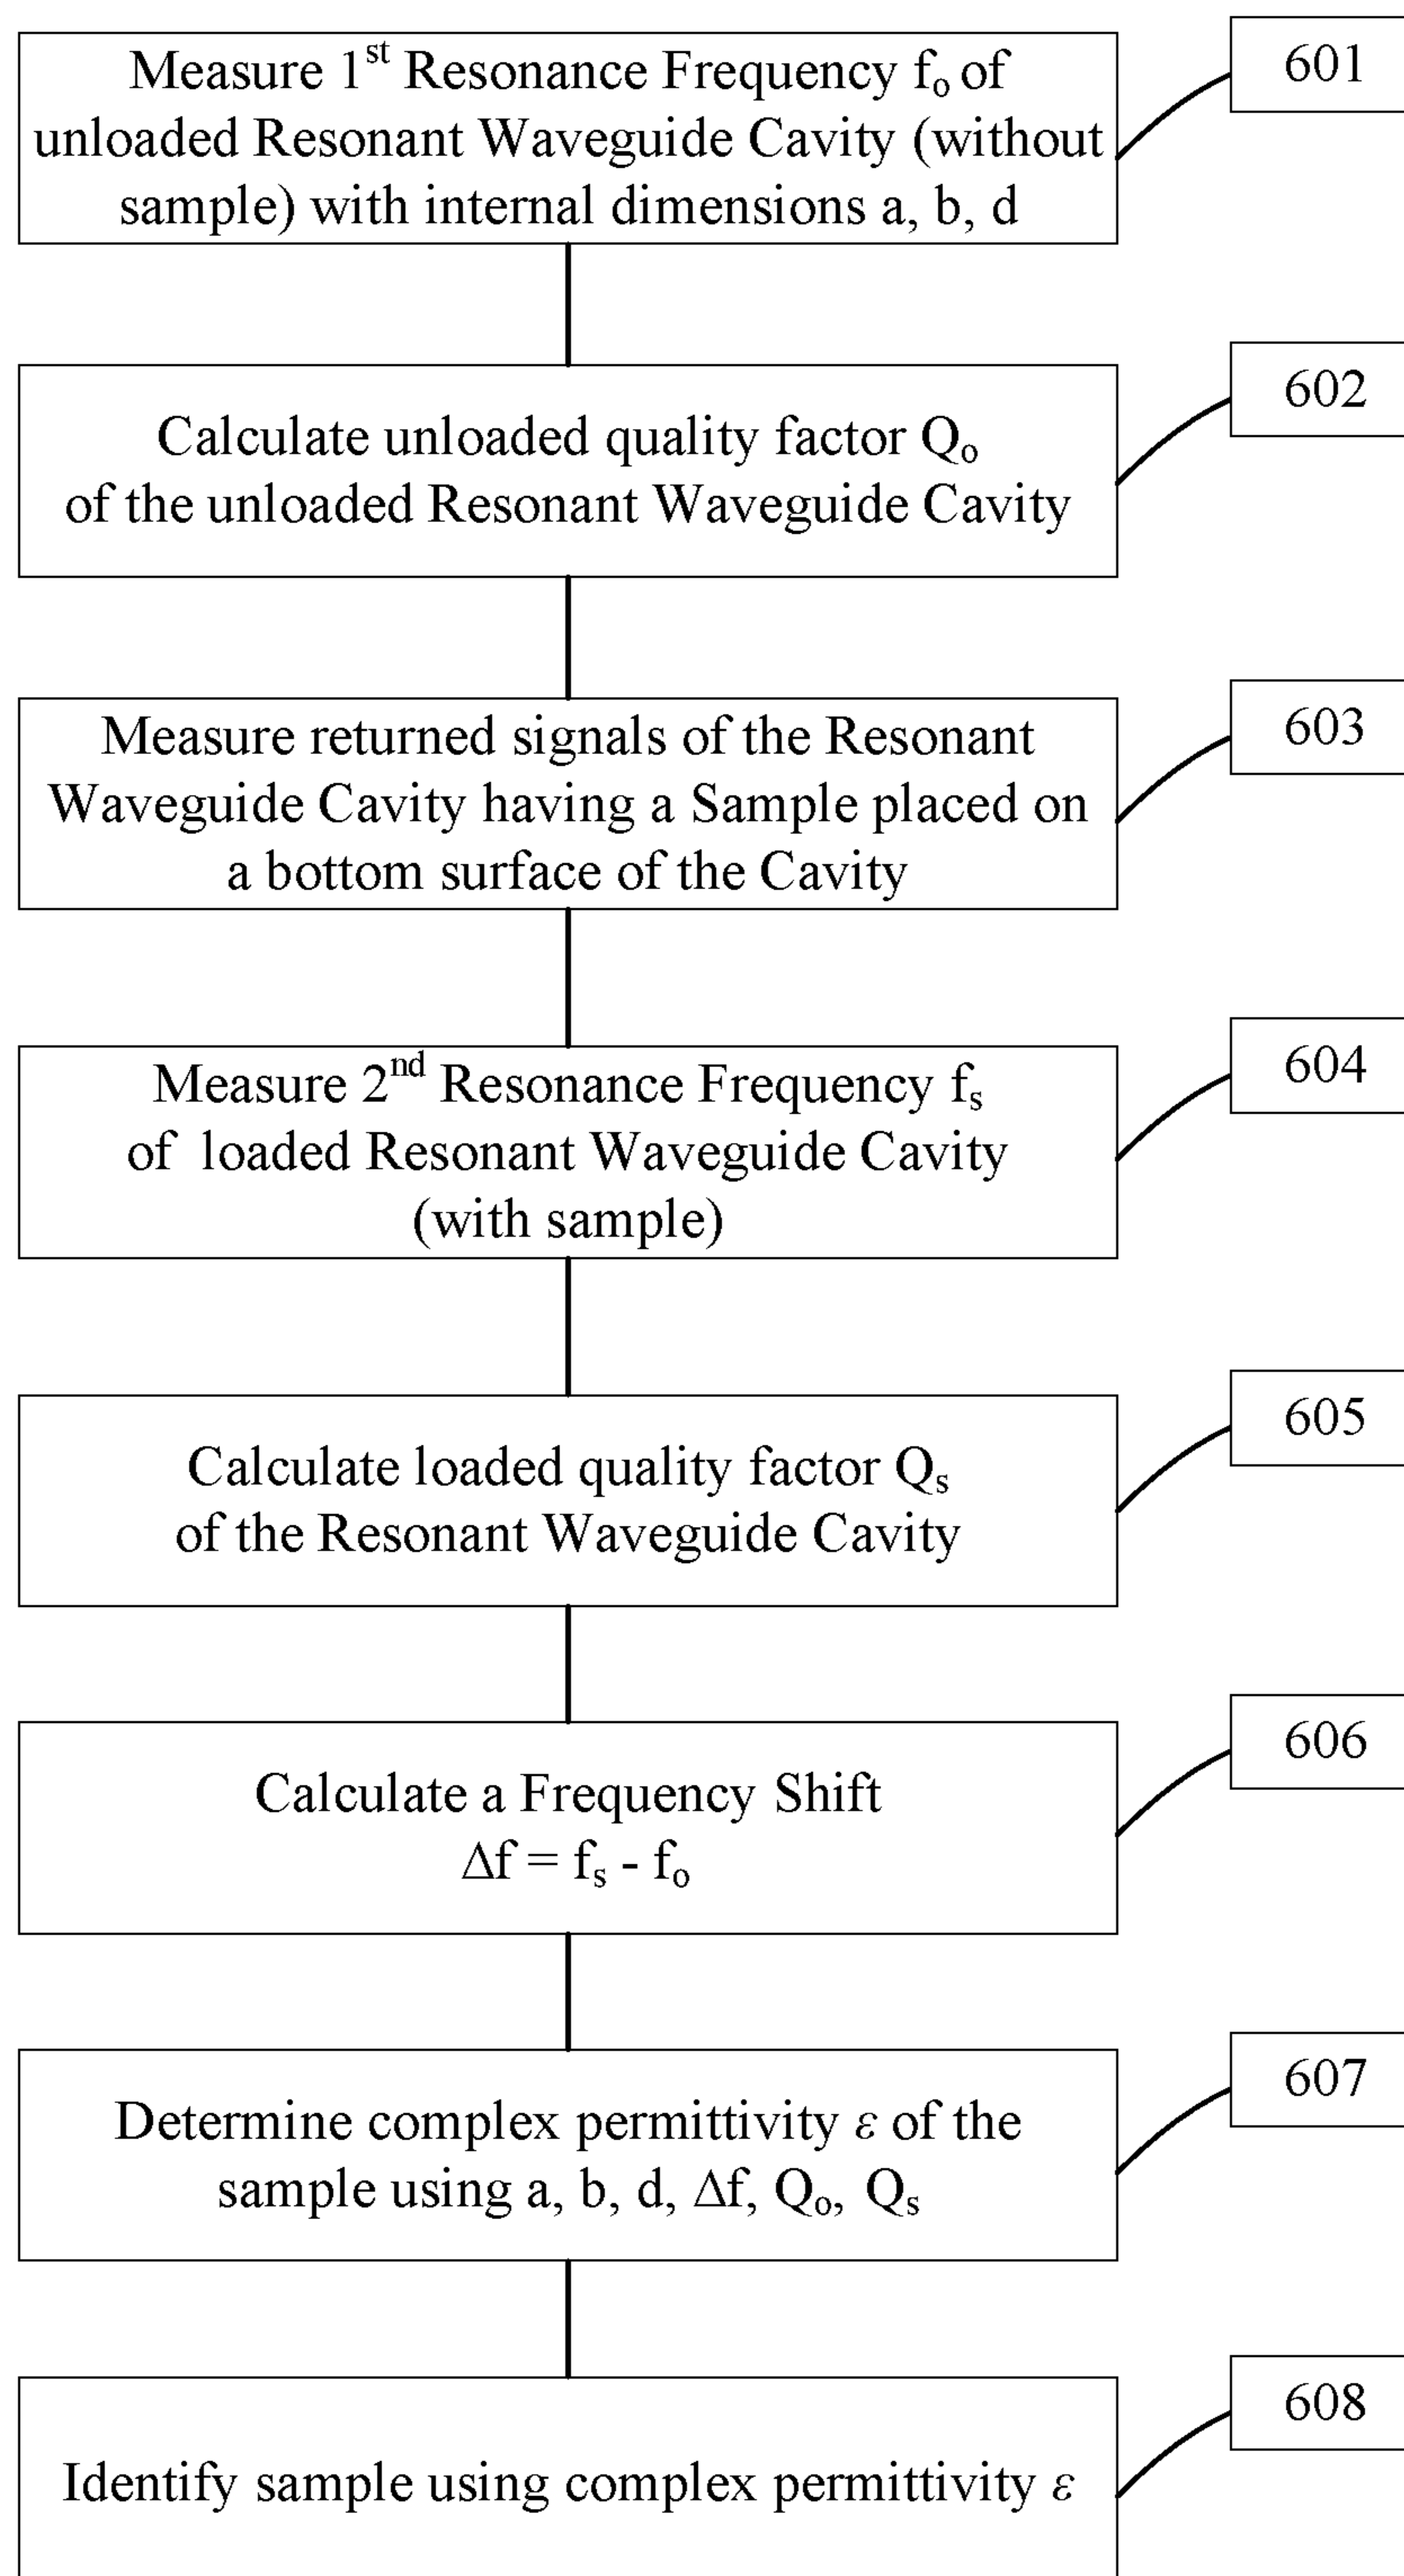 Measure 1st Resonance Frequency fo of
601
unloaded Resonant Waveguide Cavity (without
sample) with internal dimensions a, b, d
602
Calculate unloaded quality factor Qo
of the unloaded Resonant Waveguide Cavity
603
Measure returned signals of the Resonant
Waveguide Cavity having a Sample placed on
a bottom surface of the Cavity
604
Measure 2nd Resonance Frequency fs
of loaded Resonant Waveguide Cavity
(with sample)
605
Calculate loaded quality factor Qs
of the Resonant Waveguide Cavity
606
Calculate a Frequency Shift
Δf = fs - fo
607
Determine complex permittivity ε of the
sample using a, b, d, Δf, Qo, Qs
608
Identify sample using complex permittivity ε